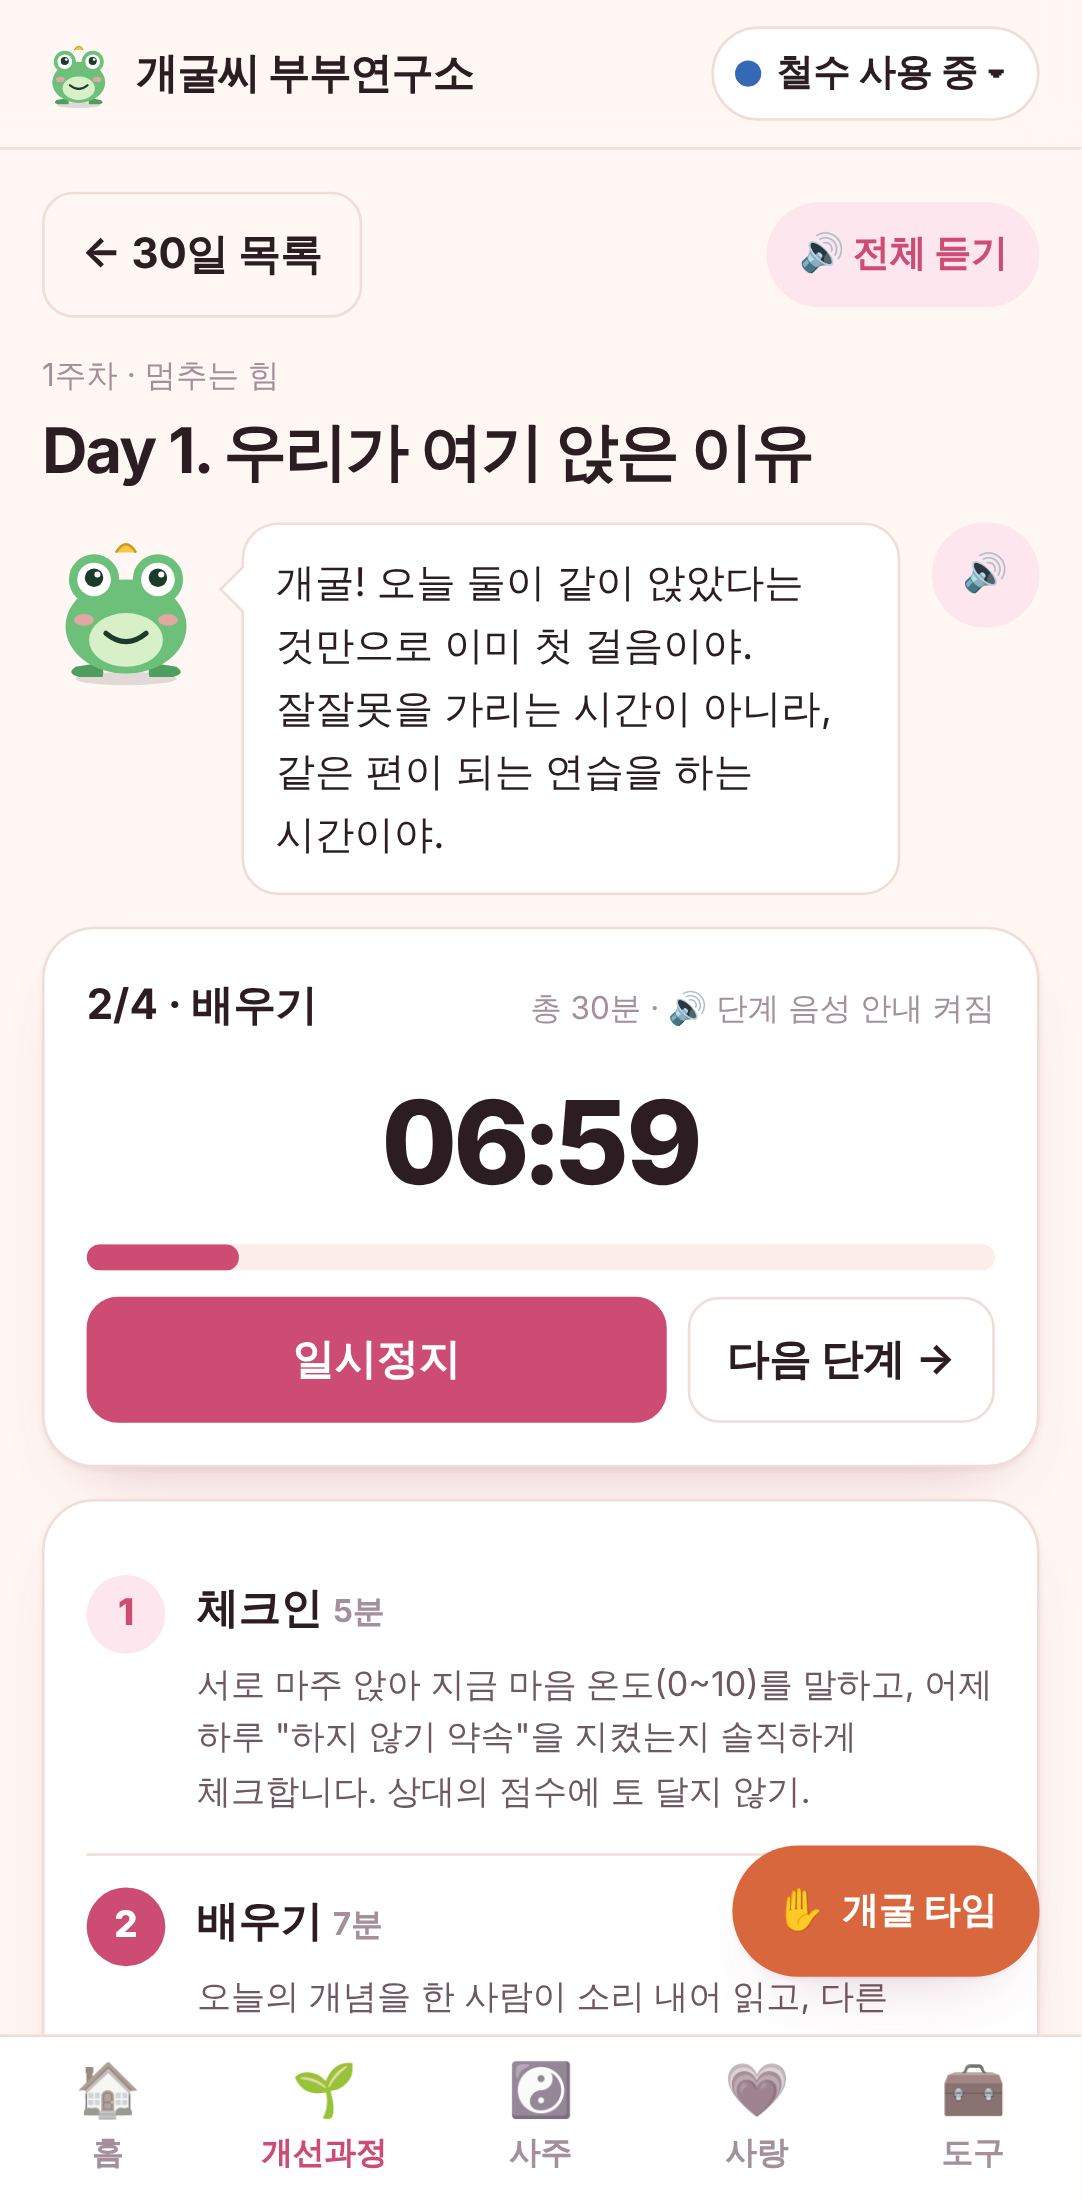 개굴씨 부부연구소
철수 사용 중
← 30일 목록
전체 듣기
1주차 · 멈추는 힘
Day 1. 우리가 여기 앉은 이유
개굴! 오늘 둘이 같이 앉았다는
것만으로 이미 첫 걸음이야.
잘잘못을 가리는 시간이 아니라,
같은 편이 되는 연습을 하는
시간이야.
2/4 · 배우기
총 30분 · 🔊 단계 음성 안내 켜짐
06:59
일시정지
다음 단계 →
1
체크인 5분
서로 마주 앉아 지금 마음 온도(0~10)를 말하고, 어제
하루 "하지 않기 약속"을 지켰는지 솔직하게
체크합니다. 상대의 점수에 토 달지 않기.
2
배우기 7분
개굴 타임
오늘의 개념을 한 사람이 소리 내어 읽고, 다른
홈
개선과정
사주
사랑
도구